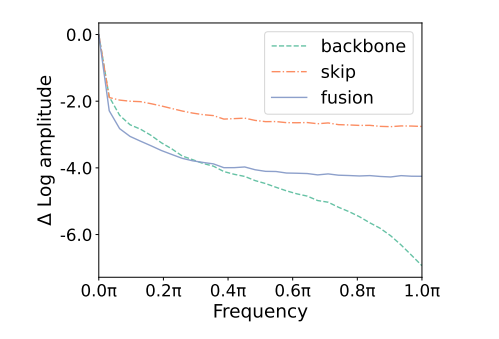 Δ Log amplitude
0.0
-2.0
-4.0
-6.0
backbone
skip
fusion
0.0π 0.2π 0.4π 0.6π 0.8π 1.0π
Frequency